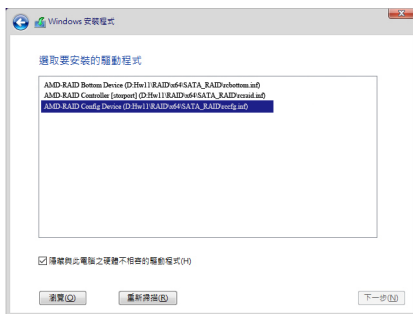 Windows 安裝程式
選取要安裝的驅動程式
AMD-RAID Bottom Device (D:\Hw11\RAID\x64\SATA_RAID\rcbottom.inf)
AMD-RAID Controller [storport] (D:\Hw11\RAID\x64\SATA_RAID\rcraid.inf)
AMD-RAID Config Device (D:\Hw11\RAID\x64\SATA_RAID\rccfg.inf)
隱藏與此電腦之硬體不相容的驅動程式(H)
瀏覽(O) 重新掃描(R) 下一步(N)